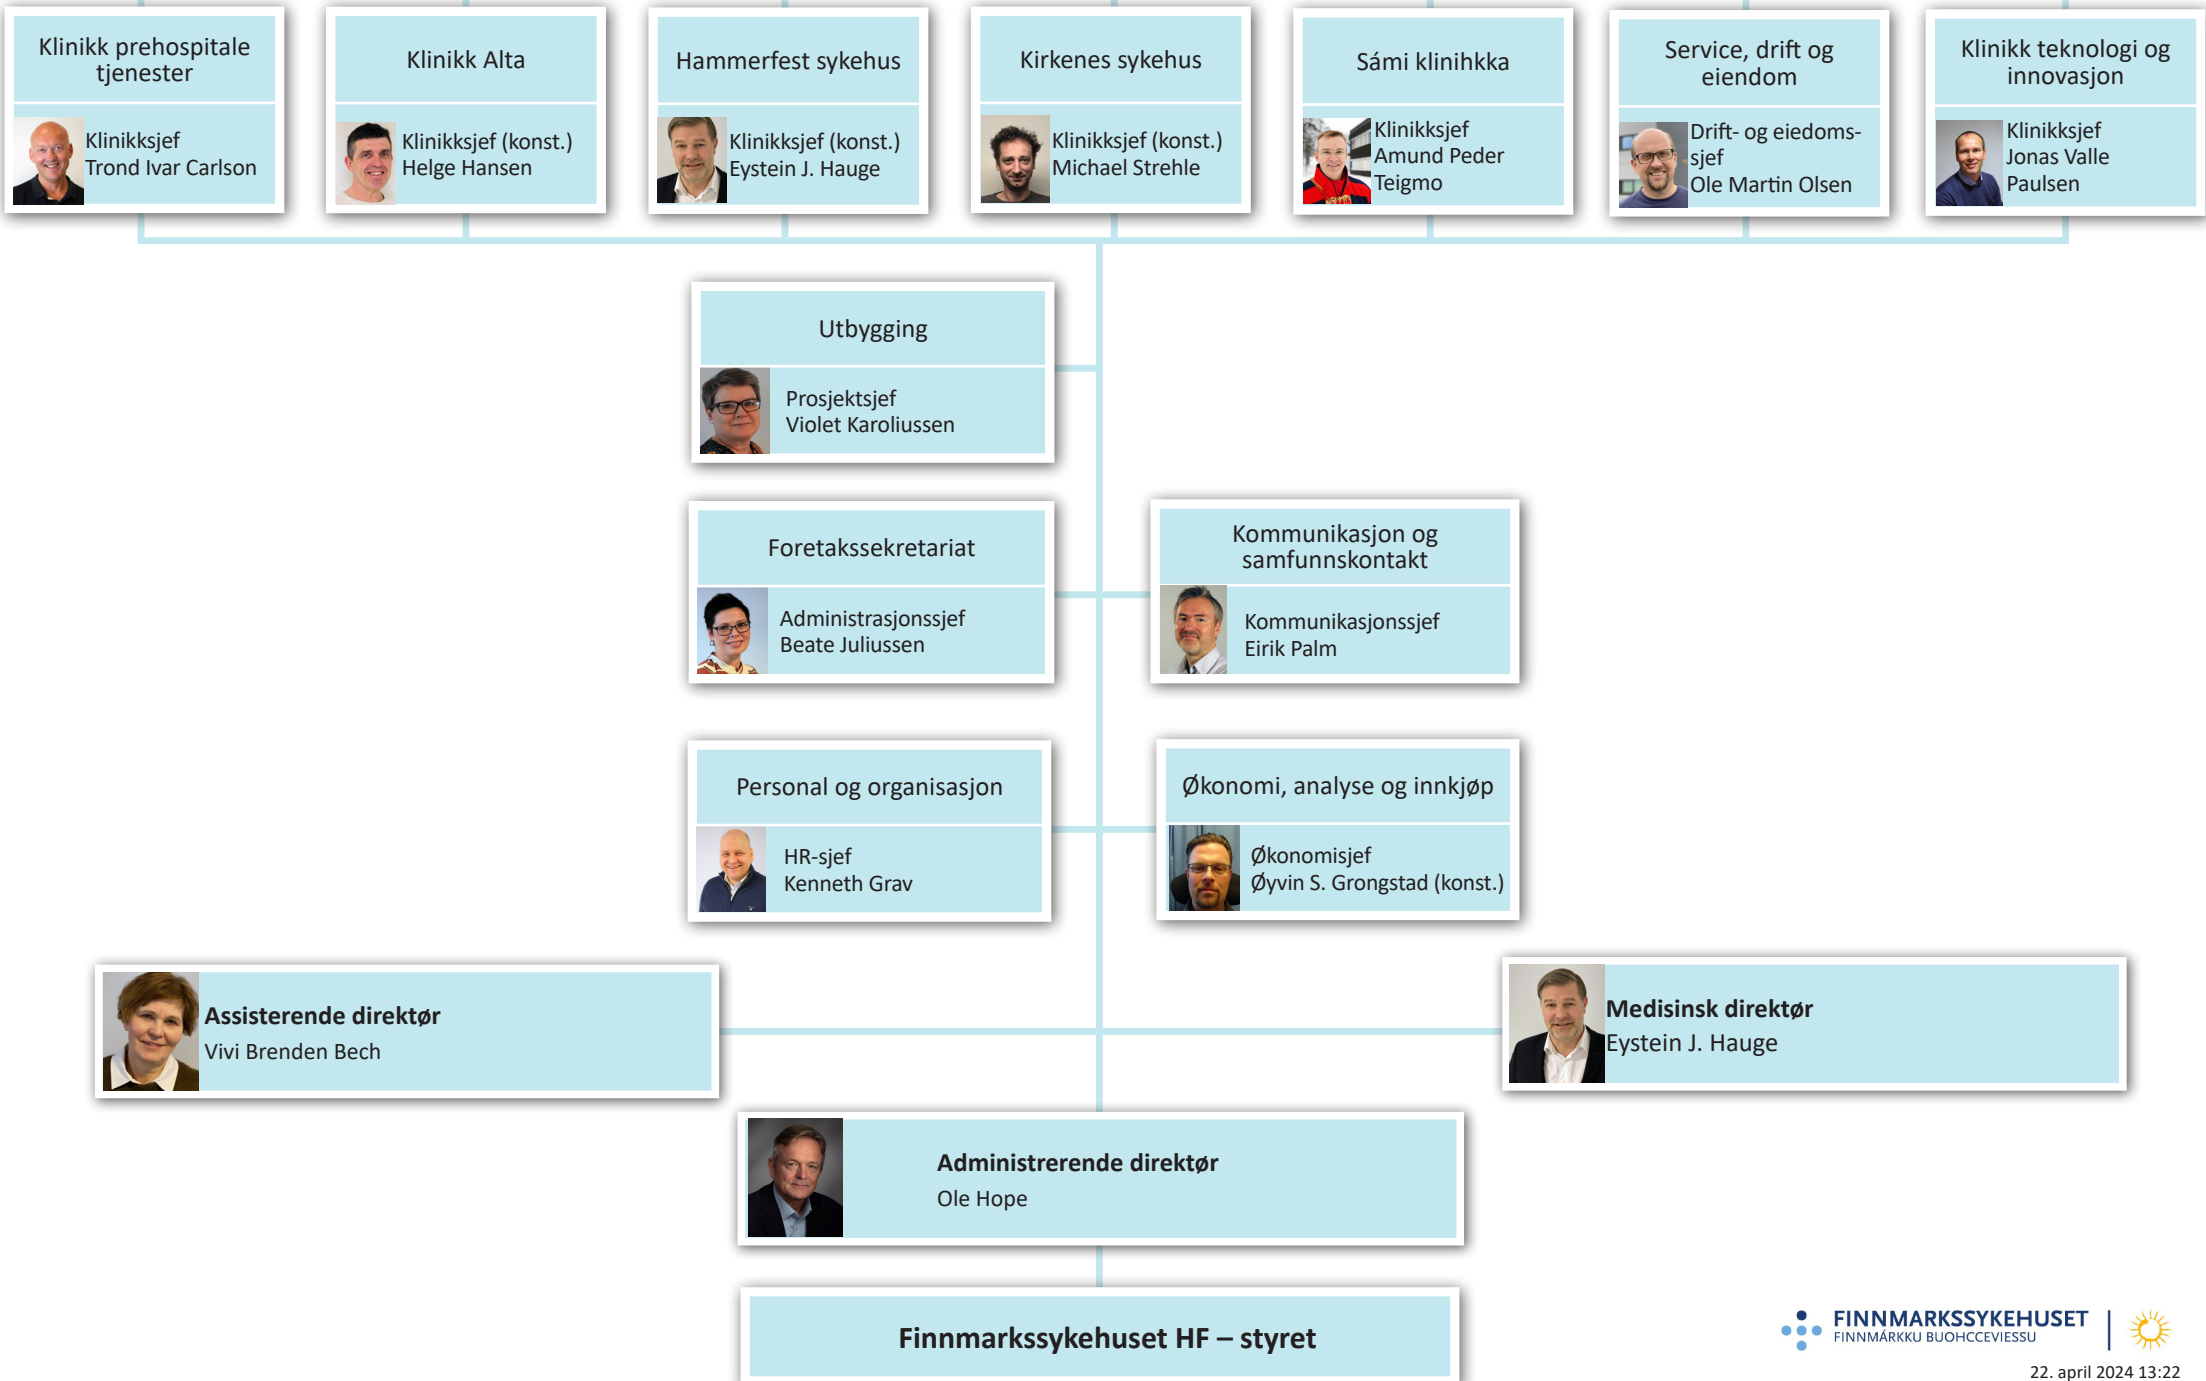 Klinikk prehospitale
tjenester
Klinikksjef
Trond Ivar Carlson
Klinikk Alta
Klinikksjef (konst.)
Helge Hansen
Hammerfest sykehus
Klinikksjef (konst.)
Eystein J. Hauge
Kirkenes sykehus
Klinikksjef (konst.)
Michael Strehle
Sámi klinihkka
Klinikksjef
Amund Peder
Teigmo
Service, drift og
eiendom
Drift- og eiedoms-
sjef
Ole Martin Olsen
Klinikk teknologi og
innovasjon
Klinikksjef
Jonas Valle
Paulsen
Utbygging
Prosjektsjef
Violet Karoliussen
Foretakssekretariat
Administrasjonssjef
Beate Juliussen
Kommunikasjon og
samfunnskontakt
Kommunikasjonssjef
Eirik Palm
Personal og organisasjon
HR-sjef
Kenneth Grav
Økonomi, analyse og innkjøp
Økonomisjef
Øyvin S. Grongstad (konst.)
Assisterende direktør
Vivi Brenden Bech
Medisinsk direktør
Eystein J. Hauge
Administrerende direktør
Ole Hope
Finnmarkssykehuset HF – styret
FINNMARKSSYKEHUSET
FINNMÁRKKU BUOHCCEVIESSU
22. april 2024 13:22